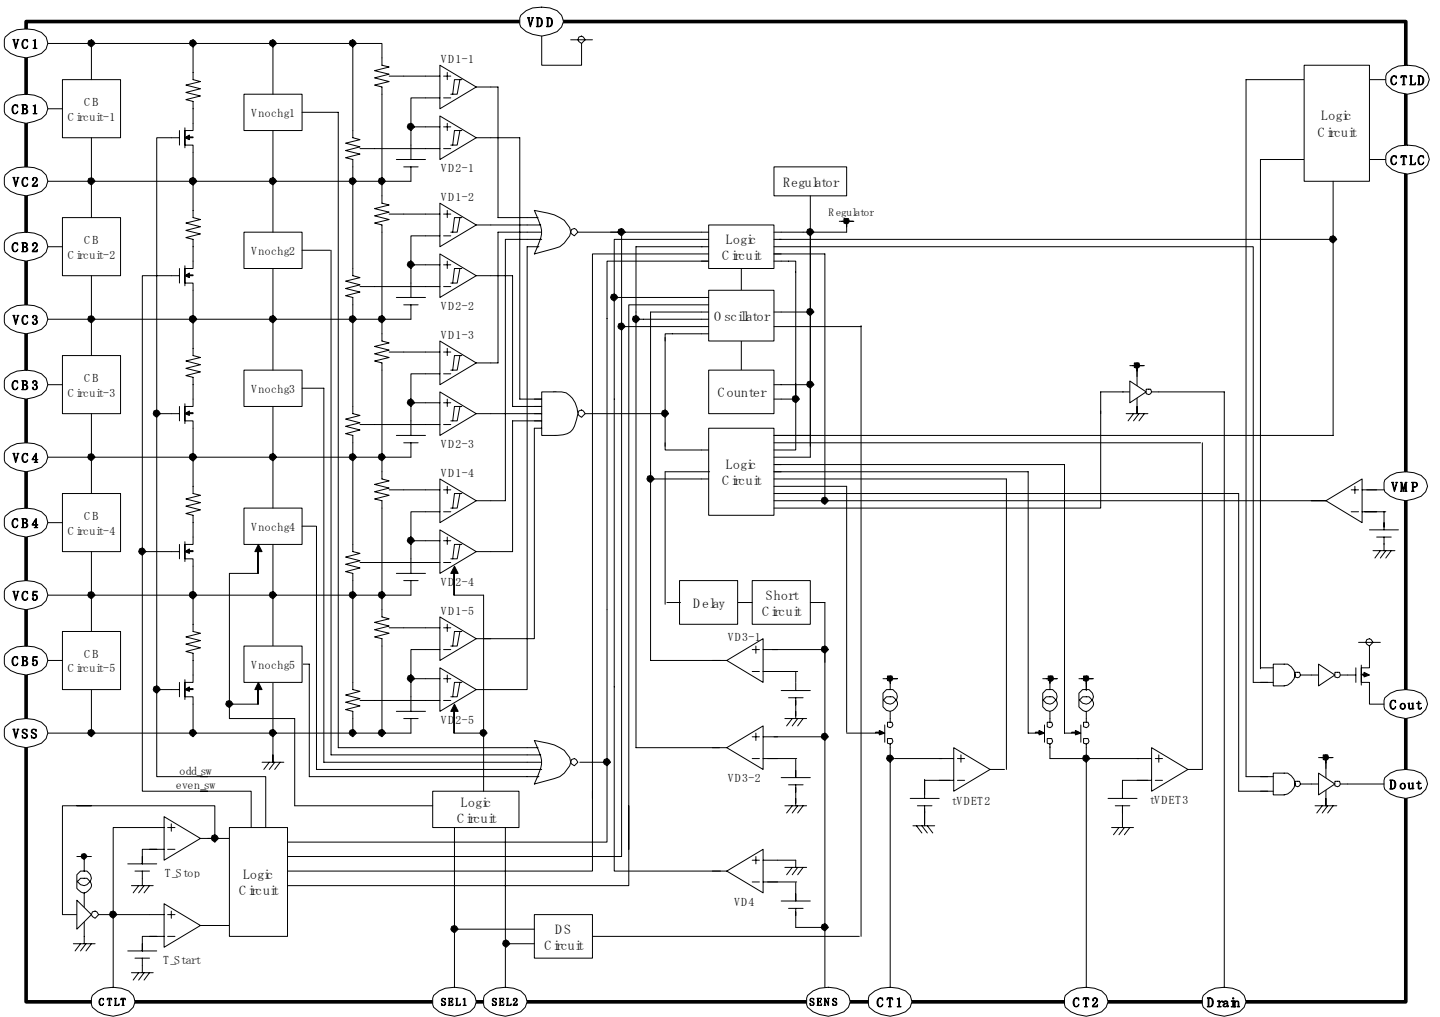 VDD
VC1
CB1
CB
Circuit-1
Vnochg1
VD1-1
VD2-1
CTLD
Logic
Circuit
CTLC
VC2
Regulator
Regulator
CB2
CB
Circuit-2
Vnochg2
VD1-2
VD2-2
Logic
Circuit
VC3
Oscillator
CB3
CB
Circuit-3
Vnochg3
VD1-3
VD2-3
Counter
VC4
Logic
Circuit
VMP
CB4
CB
Circuit-4
Vnochg4
VD1-4
VD2-4
VC5
Delay
Short
Circuit
CB5
CB
Circuit-5
Vnochg5
VD1-5
VD2-5
VD3-1
Cout
VSS
odd_sw
even_sw
VD3-2
tVDET2
tVDET3
Dout
Logic
Circuit
T_Stop
Logic
Circuit
VD4
T_Start
DS
Circuit
CTLT
SEL1
SEL2
SENS
CT1
CT2
Drain